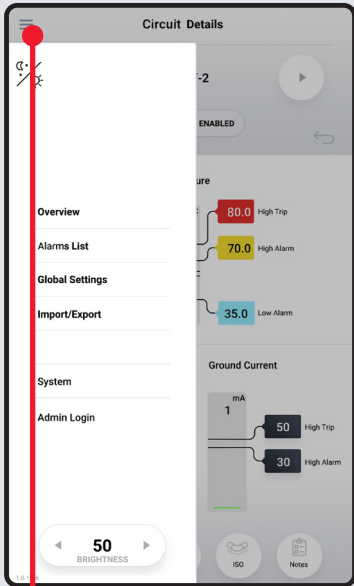 Circuit Details
-2
ENABLED
ure
80.0 High Trip
70.0 High Alarm
35.0 Low Alarm
Overview
Alarms List
Global Settings
Import/Export
System
Admin Login
Ground Current
mA
1
50 High Trip
30 High Alarm
50
BRIGHTNESS
ISO
Notes